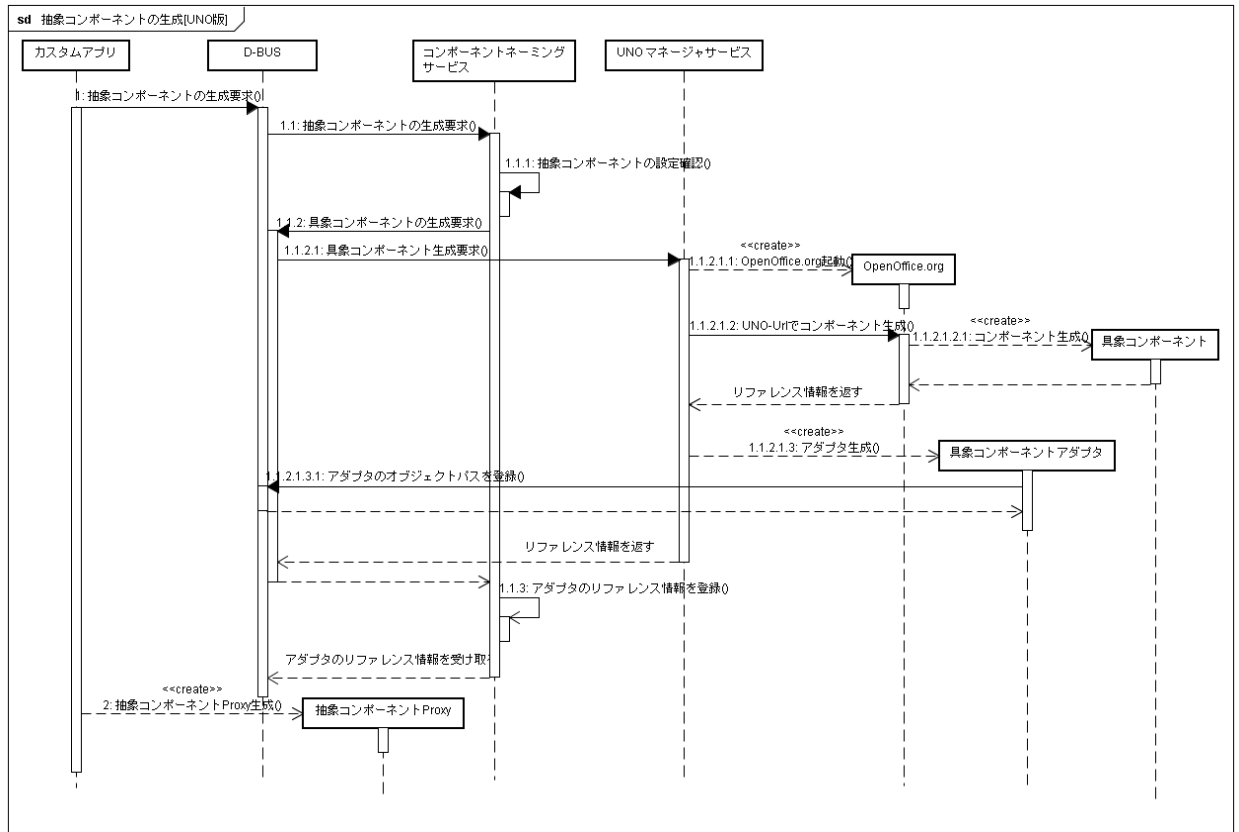 sd 抽象コンポーネントの生成[UNO版]
カスタムアプリ
D-BUS
コンポーネントネーミング
サービス
UNO マネージャサービス
1: 抽象コンポーネントの生成要求()
1.1: 抽象コンポーネントの生成要求()
1.1.1: 抽象コンポーネントの設定確認()
1.1.2: 具象コンポーネントの生成要求()
1.1.2.1: 具象コンポーネント生成要求()
<<create>>
1.1.2.1.1: OpenOffice.org起動()
OpenOffice.org
1.1.2.1.2: UNO-Urlでコンポーネント生成()
<<create>>
1.1.2.1.2.1: コンポーネント生成()
具象コンポーネント
リファレンス情報を返す
<<create>>
1.1.2.1.3: アダプタ生成()
具象コンポーネントアダプタ
1.1.2.1.3.1: アダプタのオブジェクトパスを登録()
リファレンス情報を返す
1.1.3: アダプタのリファレンス情報を登録()
アダプタのリファレンス情報を受け取る
<<create>>
2: 抽象コンポーネントProxy生成()
抽象コンポーネントProxy